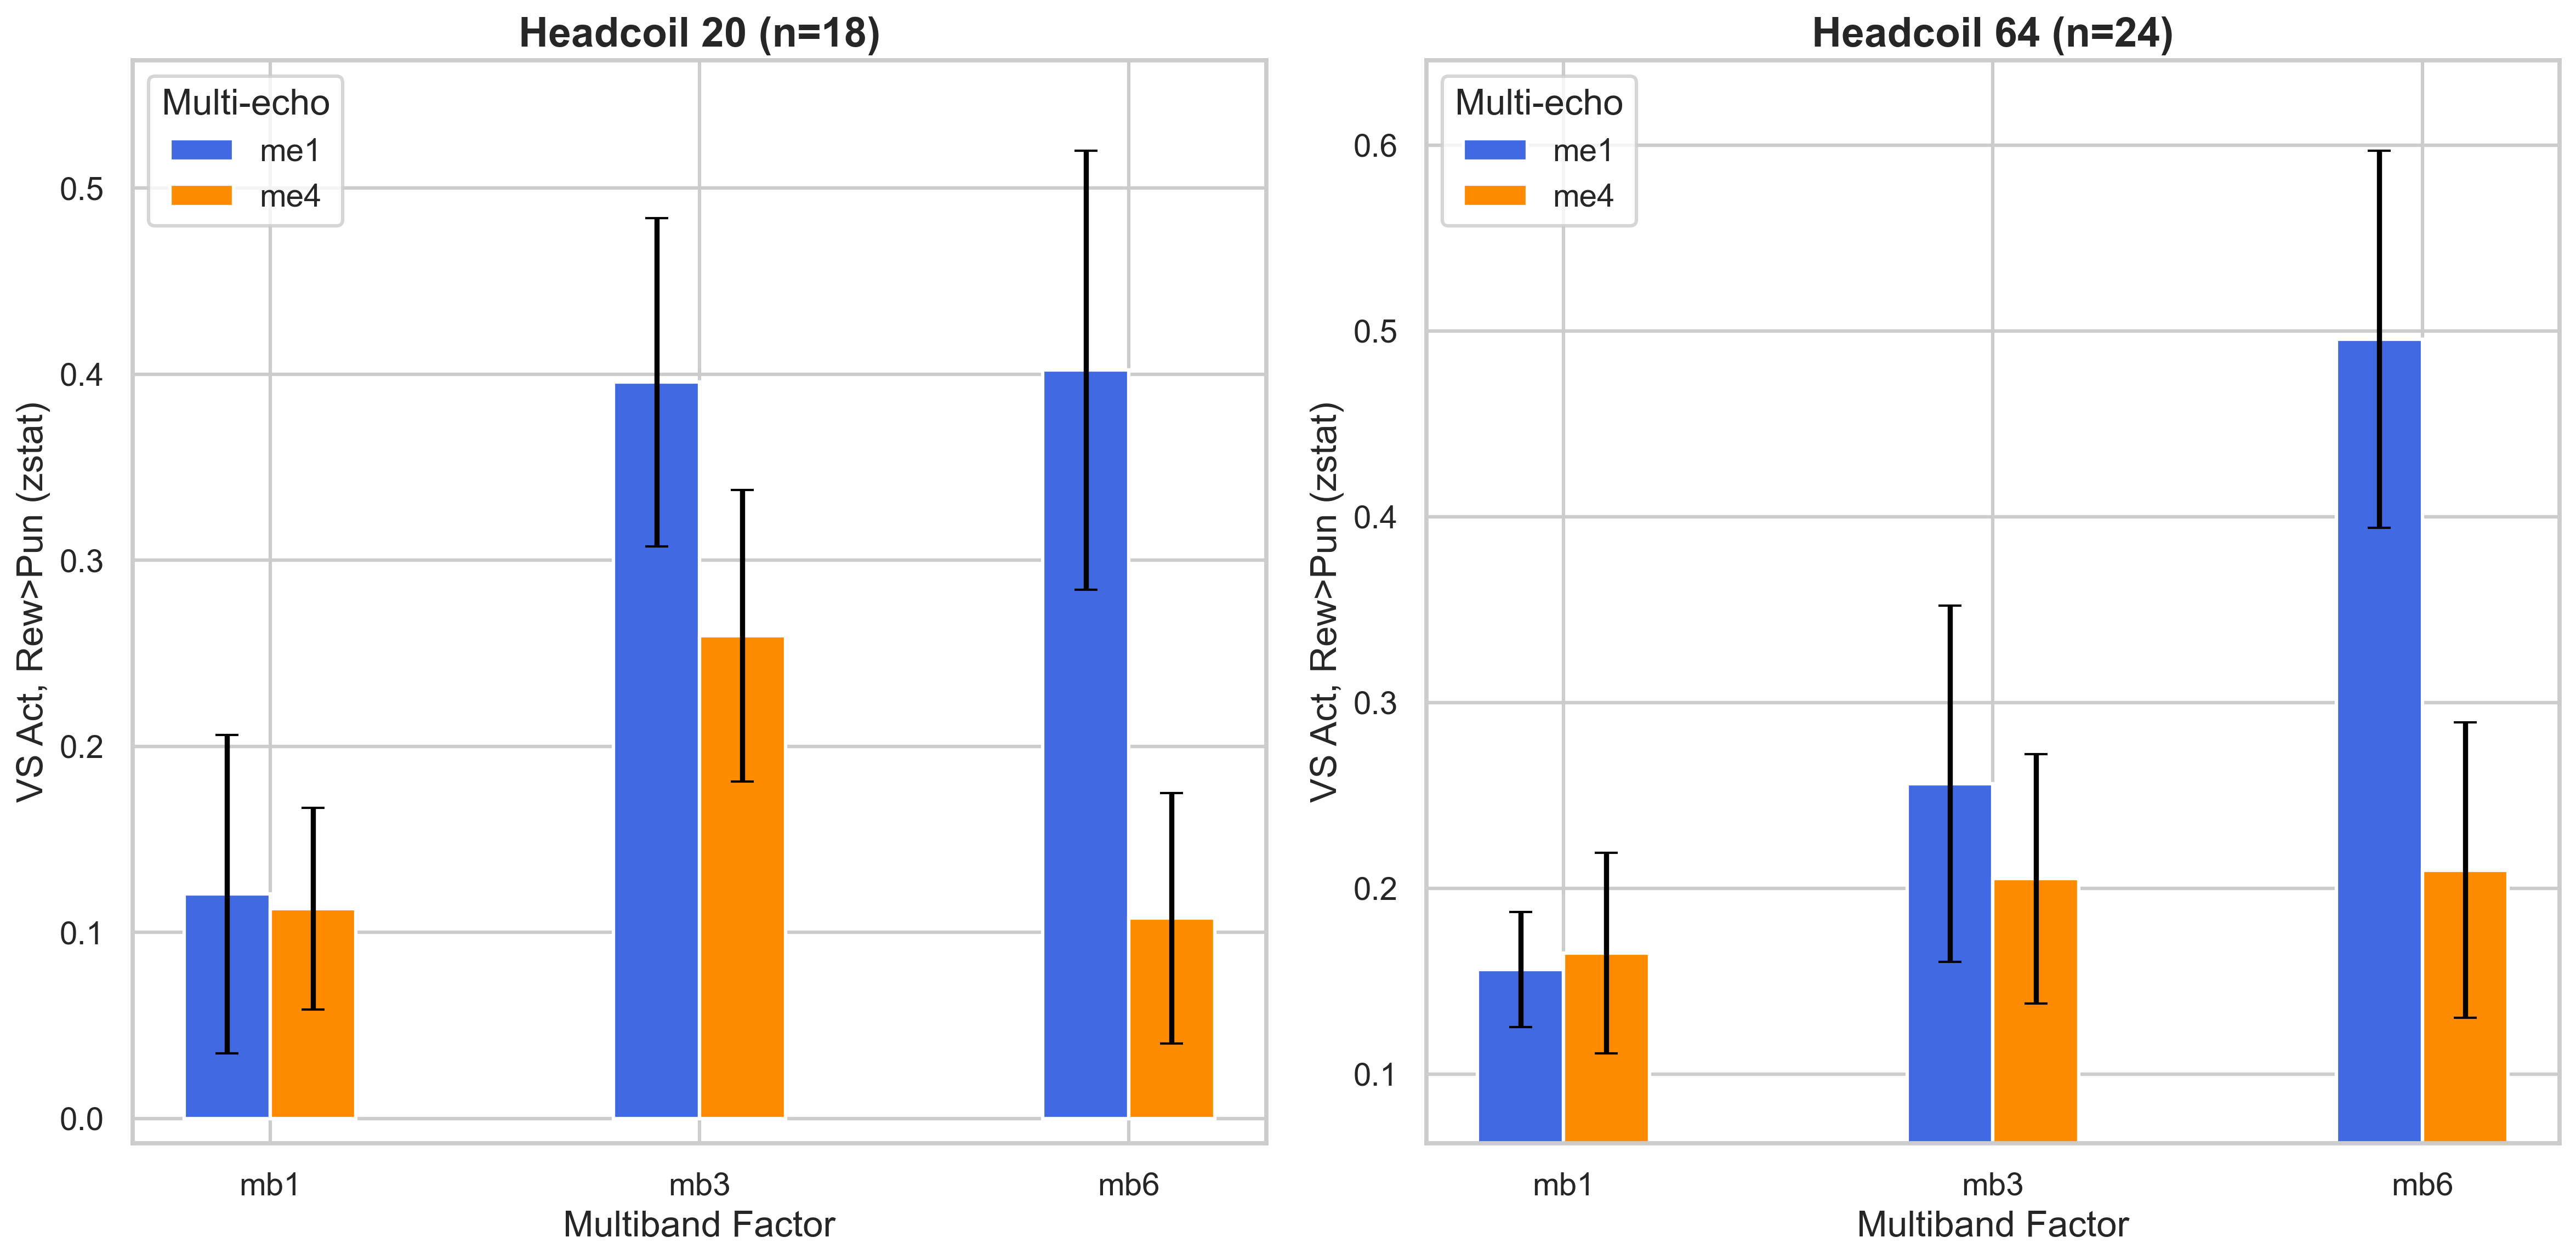 Headcoil 20 (n=18)
Multi-echo
me1
me4
VS Act, Rew>Pun (zstat)
0.5
0.4
0.3
0.2
0.1
0.0
mb1
mb3
mb6
Multiband Factor
Headcoil 64 (n=24)
Multi-echo
me1
me4
VS Act, Rew>Pun (zstat)
0.6
0.5
0.4
0.3
0.2
0.1
mb1
mb3
mb6
Multiband Factor